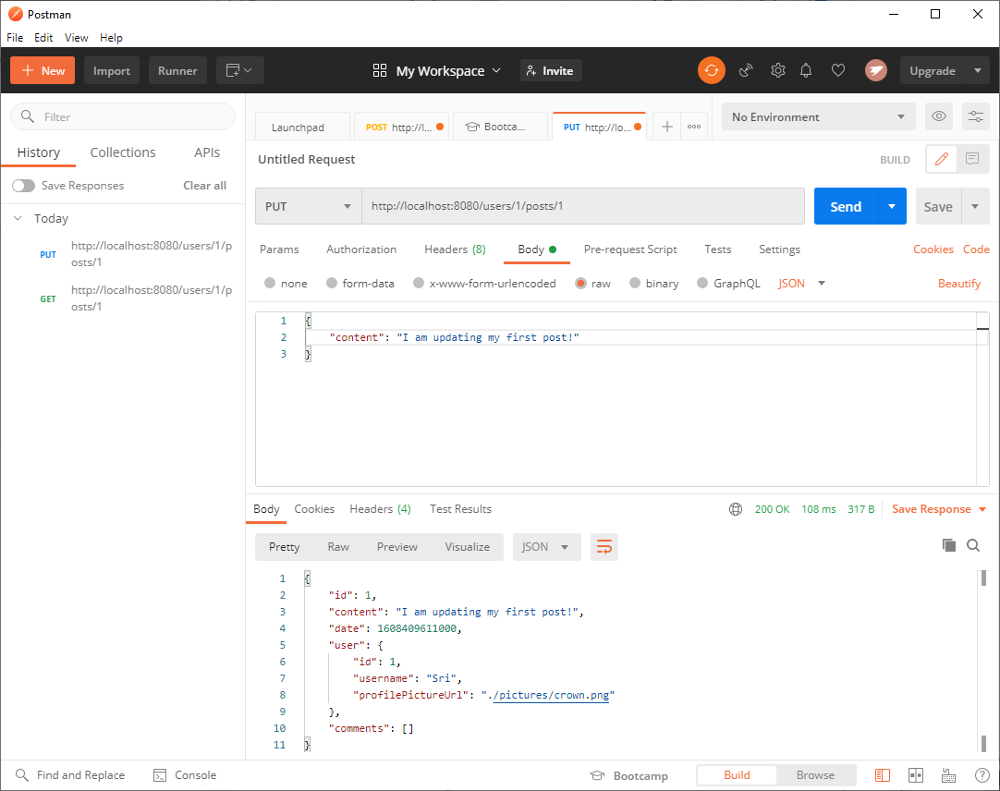 Postman
File Edit View Help
New Import Runner My Workspace Invite Upgrade
Filter
History Collections APIs
Save Responses Clear all
Today
PUT http://localhost:8080/users/1/p
osts/1
GET http://localhost:8080/users/1/p
osts/1
Launchpad POST http://l... Bootca... PUT http://lo... No Environment
Untitled Request BUILD
PUT http://localhost:8080/users/1/posts/1 Send Save
Params Authorization Headers (8) Body Pre-request Script Tests Settings Cookies Code
none form-data x-www-form-urlencoded raw binary GraphQL JSON Beautify
1 {
2 "content": "I am updating my first post!"
3 }
Body Cookies Headers (4) Test Results 200 OK 108 ms 317 B Save Response
Pretty Raw Preview Visualize JSON
1 {
2 "id": 1,
3 "content": "I am updating my first post!",
4 "date": 1608409611000,
5 "user": {
6 "id": 1,
7 "username": "Sri",
8 "profilePictureUrl": "./pictures/crown.png"
9 },
10 "comments": []
11 }
Find and Replace Console Bootcamp Build Browse